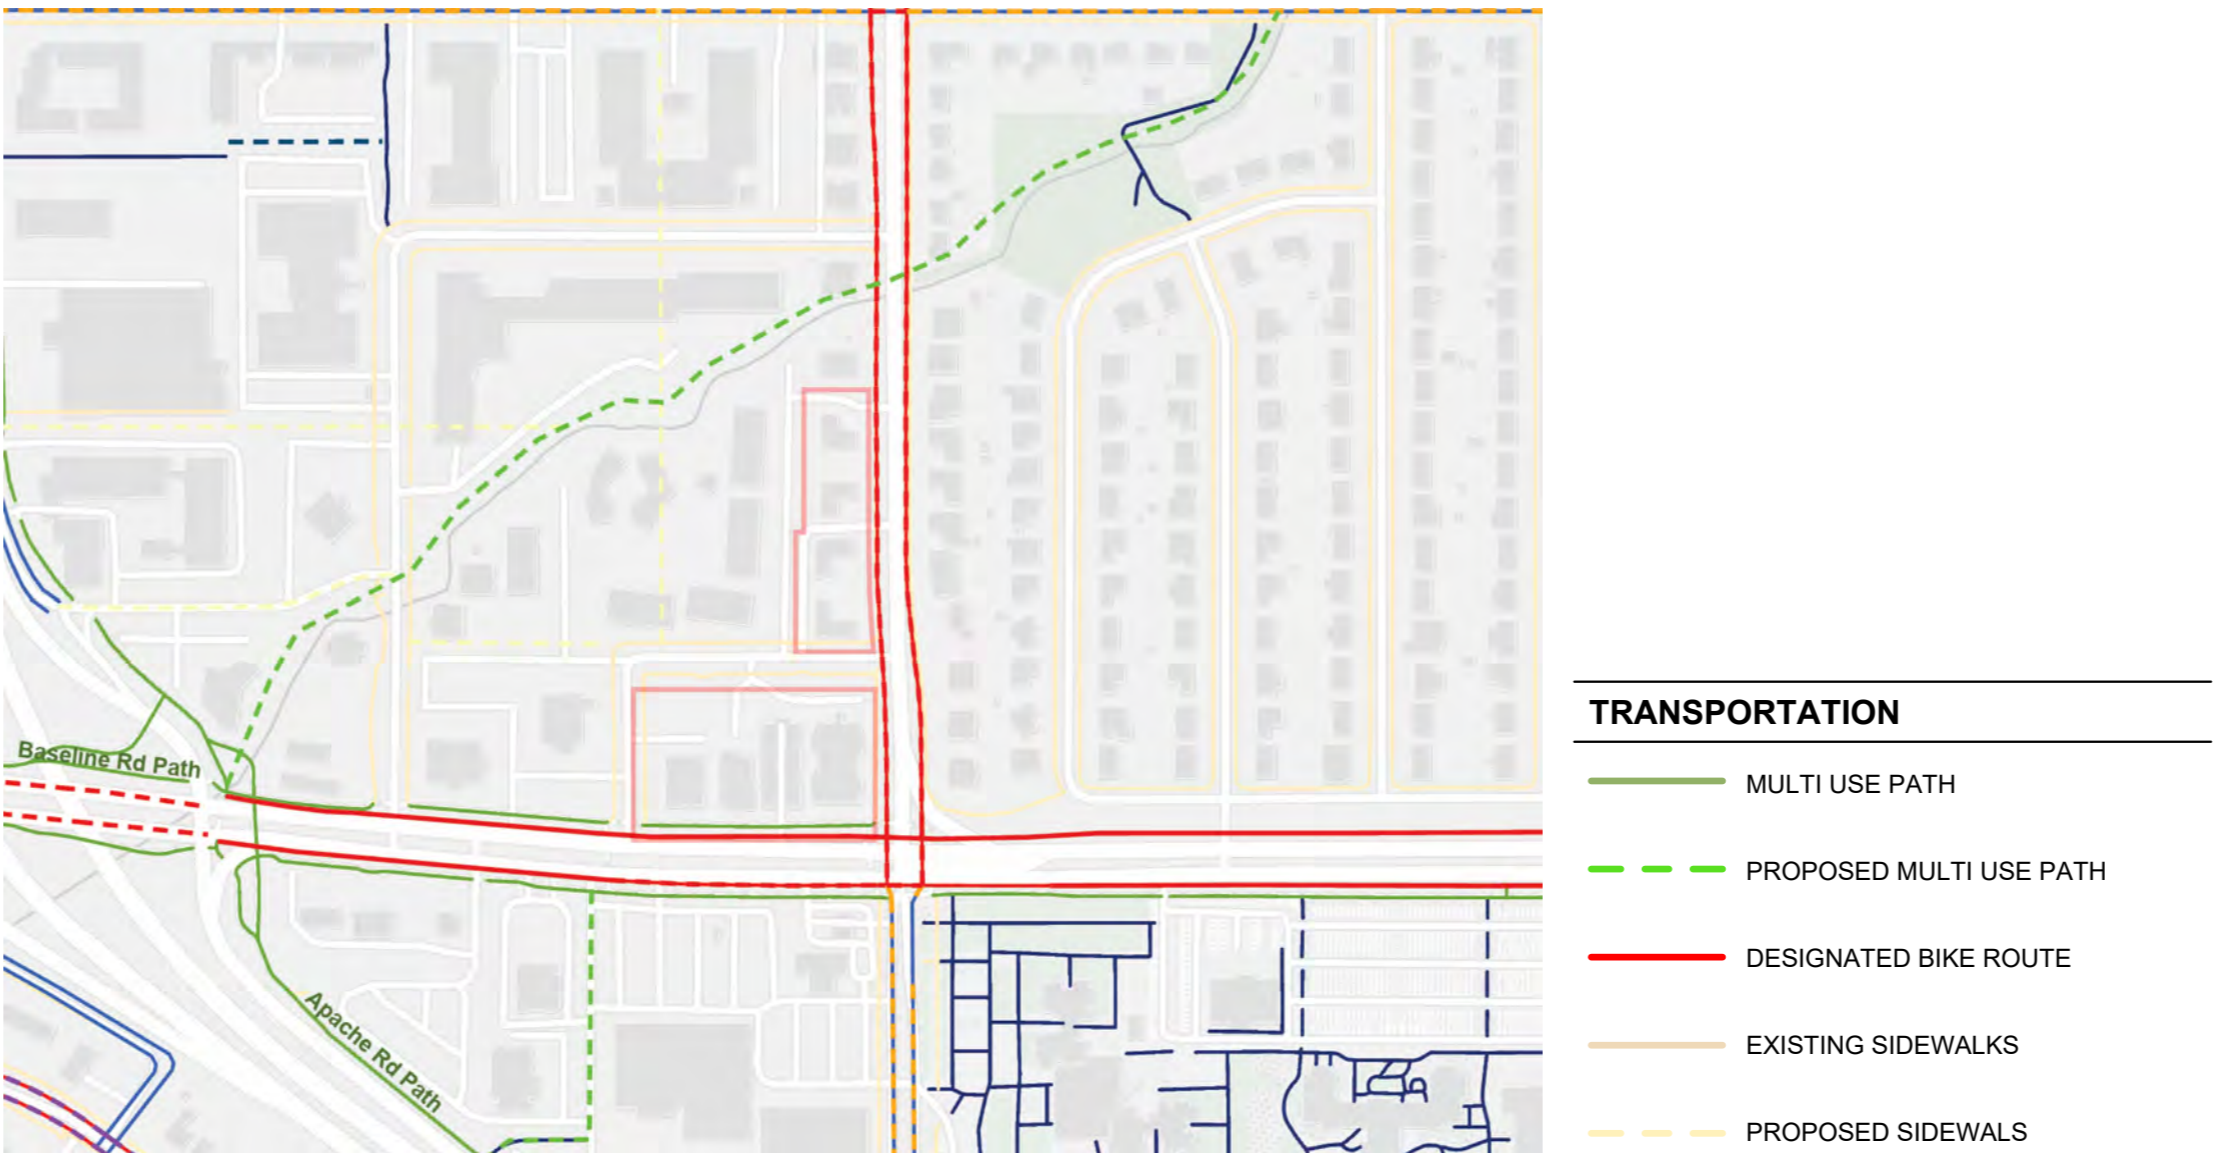 Baseline Rd Path
Apache Rd Path
TRANSPORTATION
MULTI USE PATH
PROPOSED MULTI USE PATH
DESIGNATED BIKE ROUTE
EXISTING SIDEWALKS
PROPOSED SIDEWALS